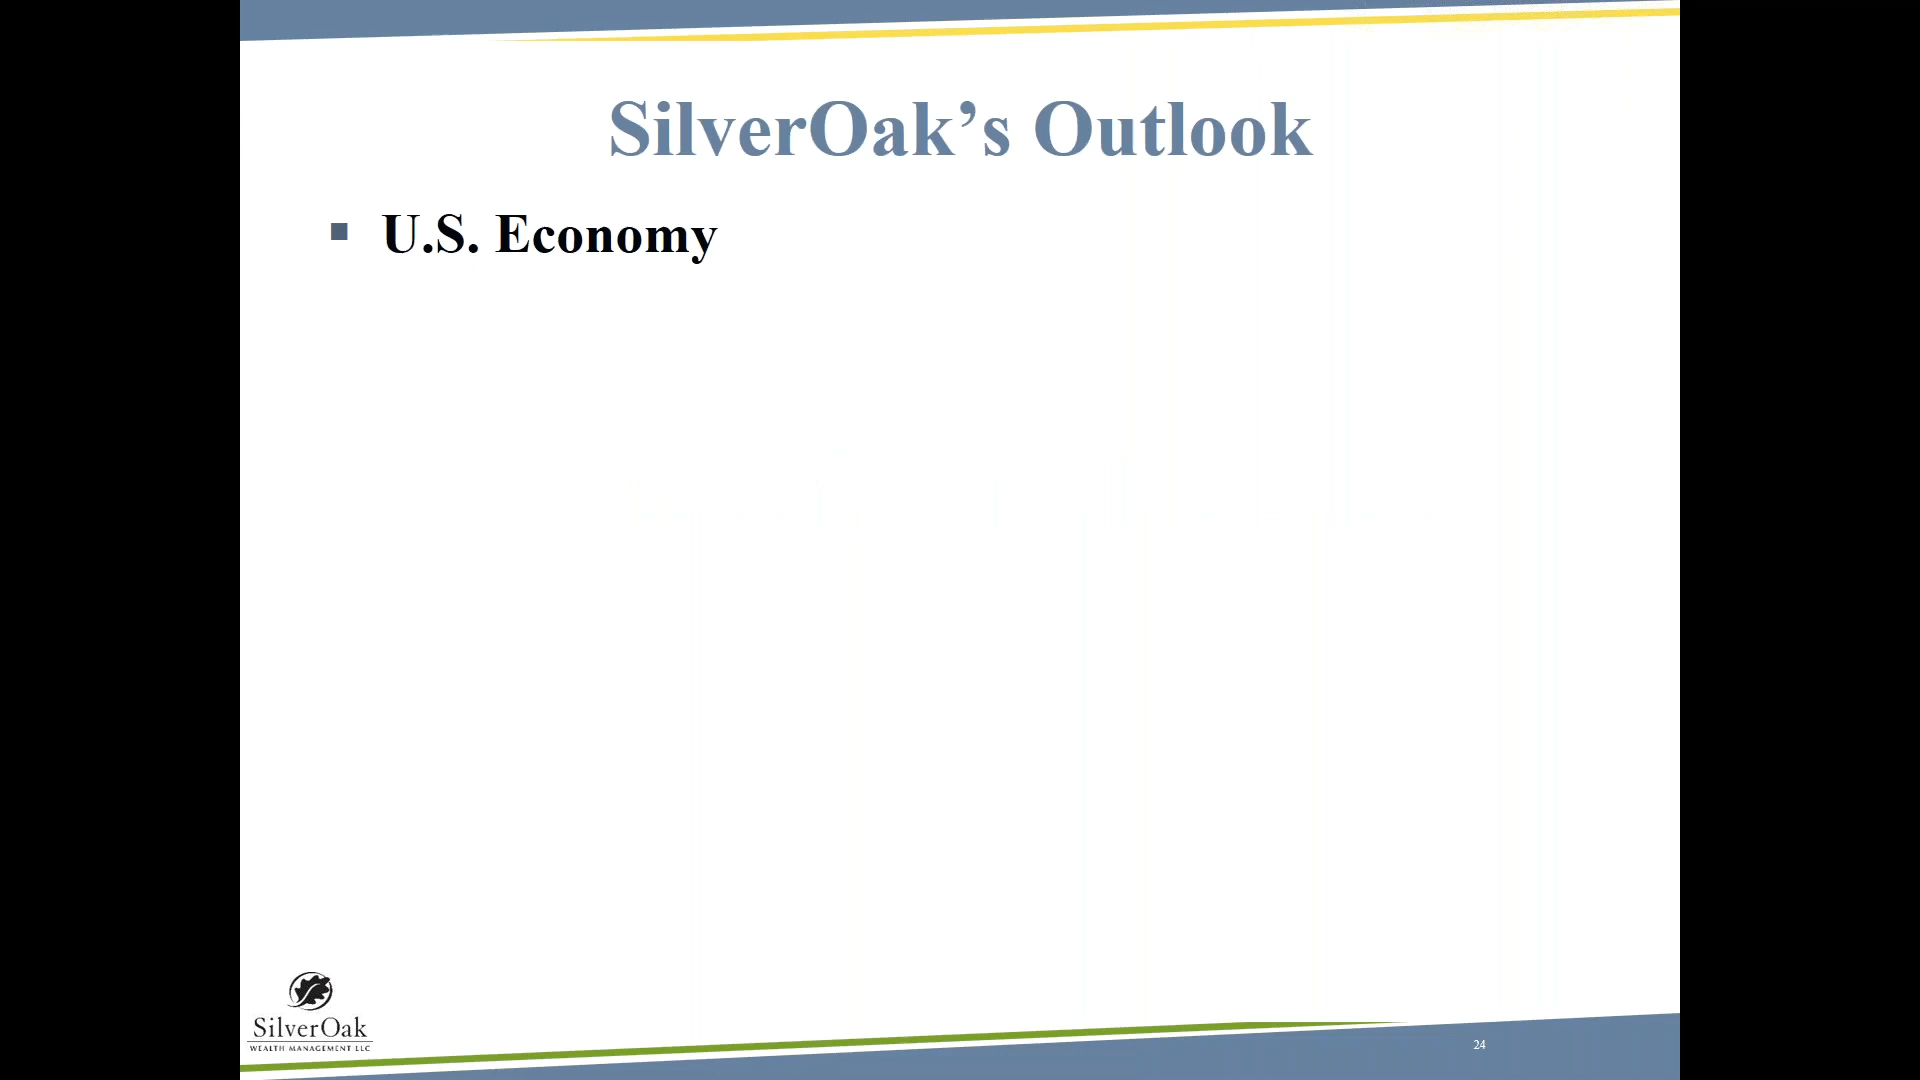 SilverOak’s Outlook
▪ U.S. Economy
SilverOak
WEALTH MANAGEMENT LLC
24